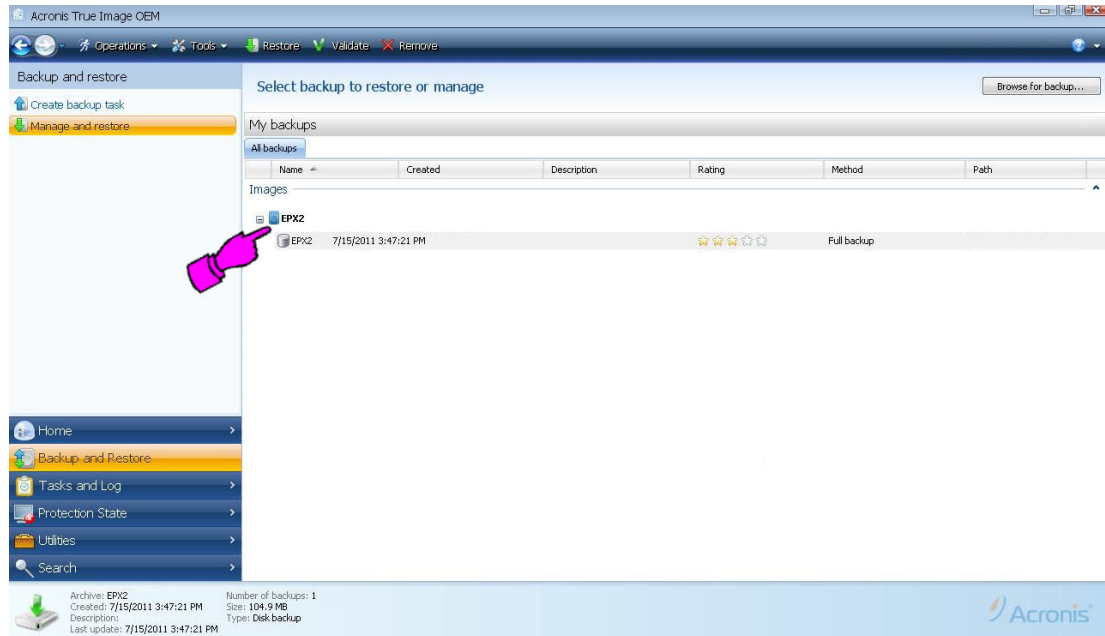 Acronis True Image OEM
Operations Tools Restore Validate Remove
Backup and restore
Create backup task
Manage and restore
Select backup to restore or manage
Browse for backup...
My backups
All backups
Name Created Description Rating Method Path
Images
EPX2
EPX2 7/15/2011 3:47:21 PM Full backup
Home
Backup and Restore
Tasks and Log
Protection State
Utilities
Search
Archive: EPX2 Number of backups: 1
Created: 7/15/2011 3:47:21 PM Size: 104.9 MB
Description: Type: Disk backup
Last update: 7/15/2011 3:47:21 PM
Acronis